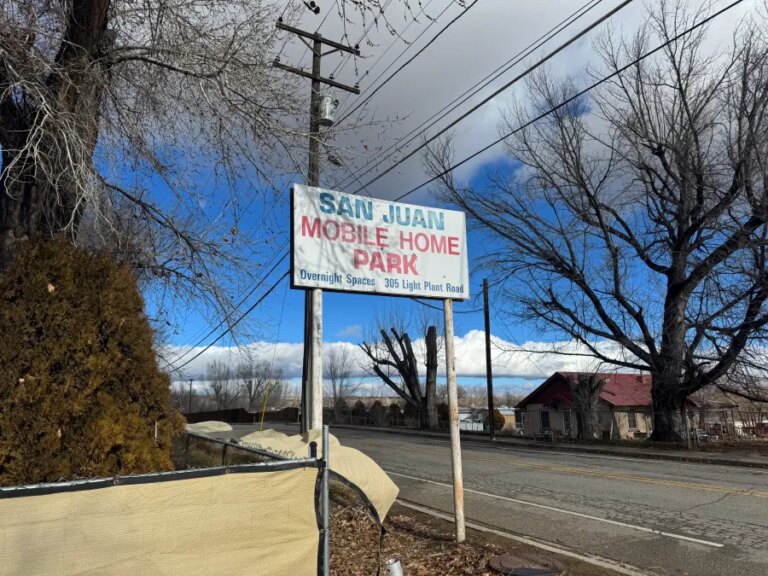 SAN JUAN
MOBILE HOME
PARK
Overnight Spaces 305 Light Plant Road